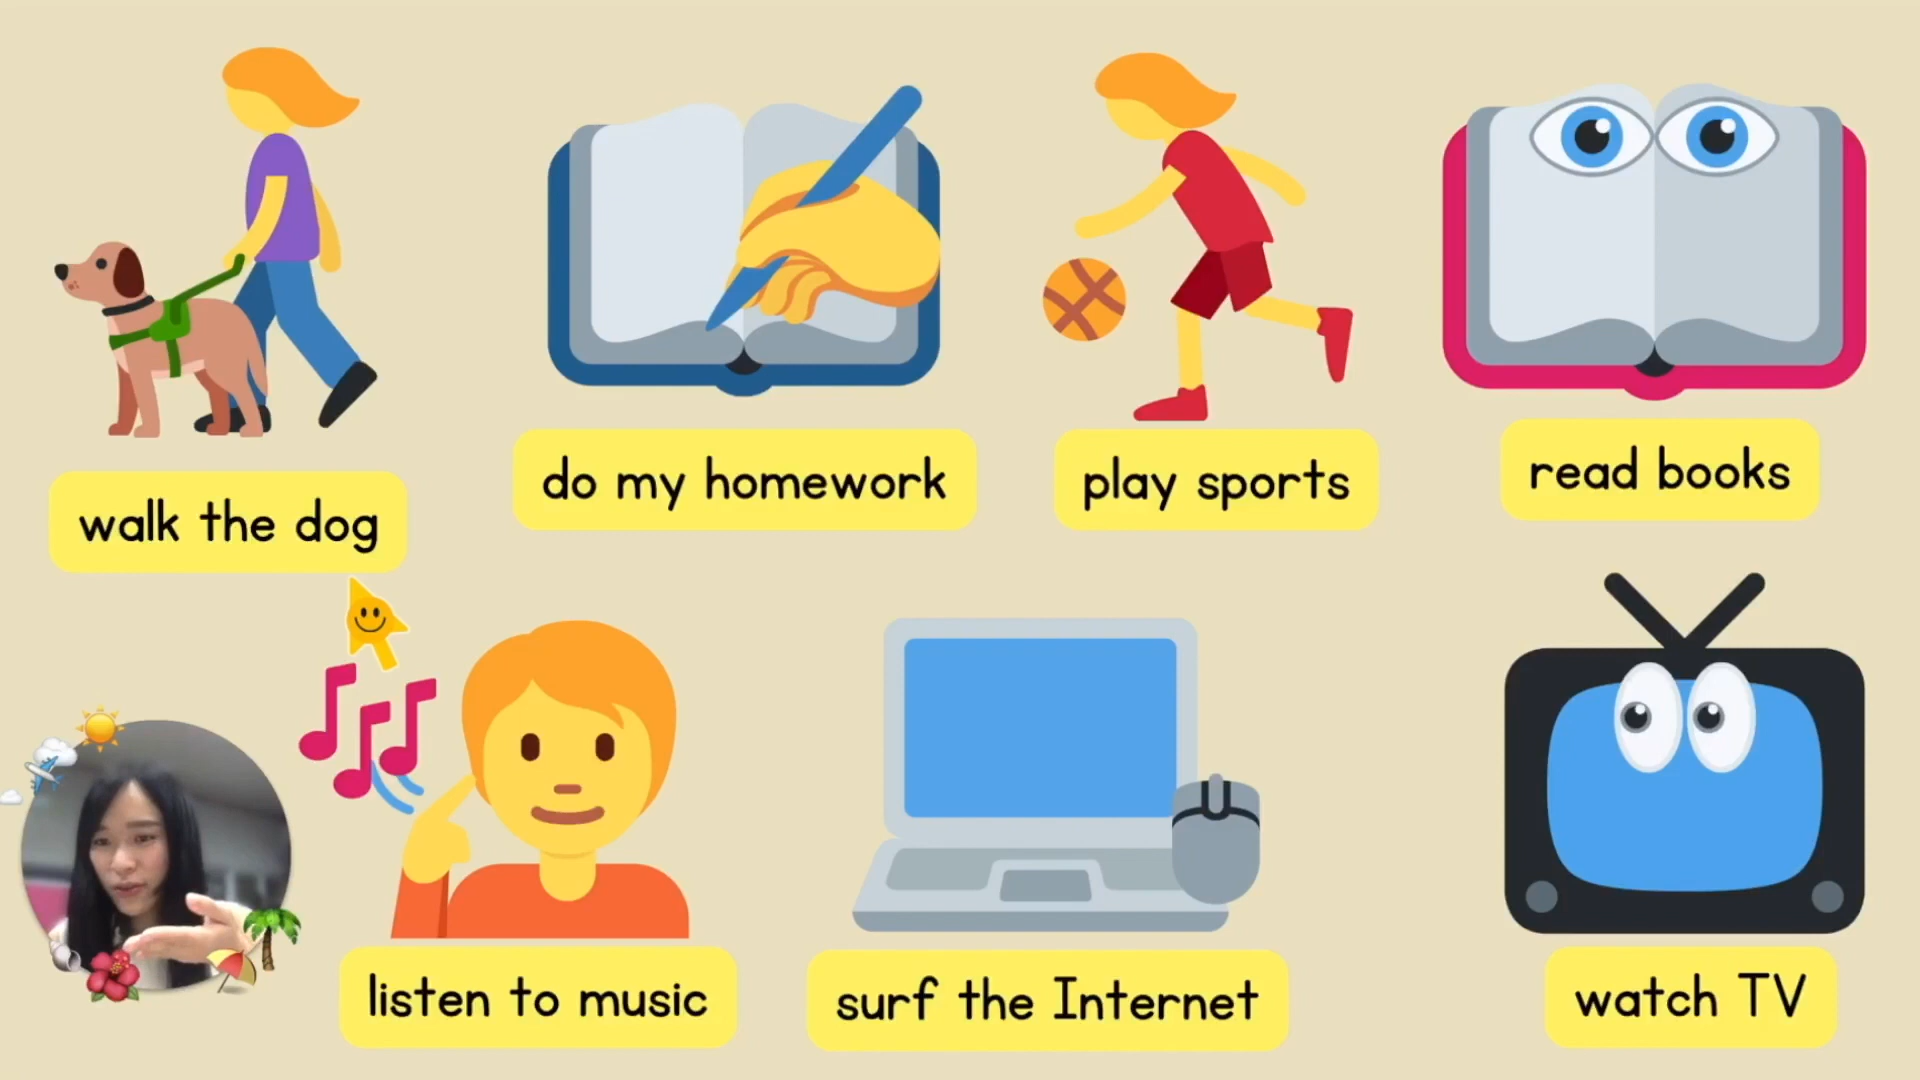 walk the dog
do my homework
play sports
read books
listen to music
surf the Internet
watch TV